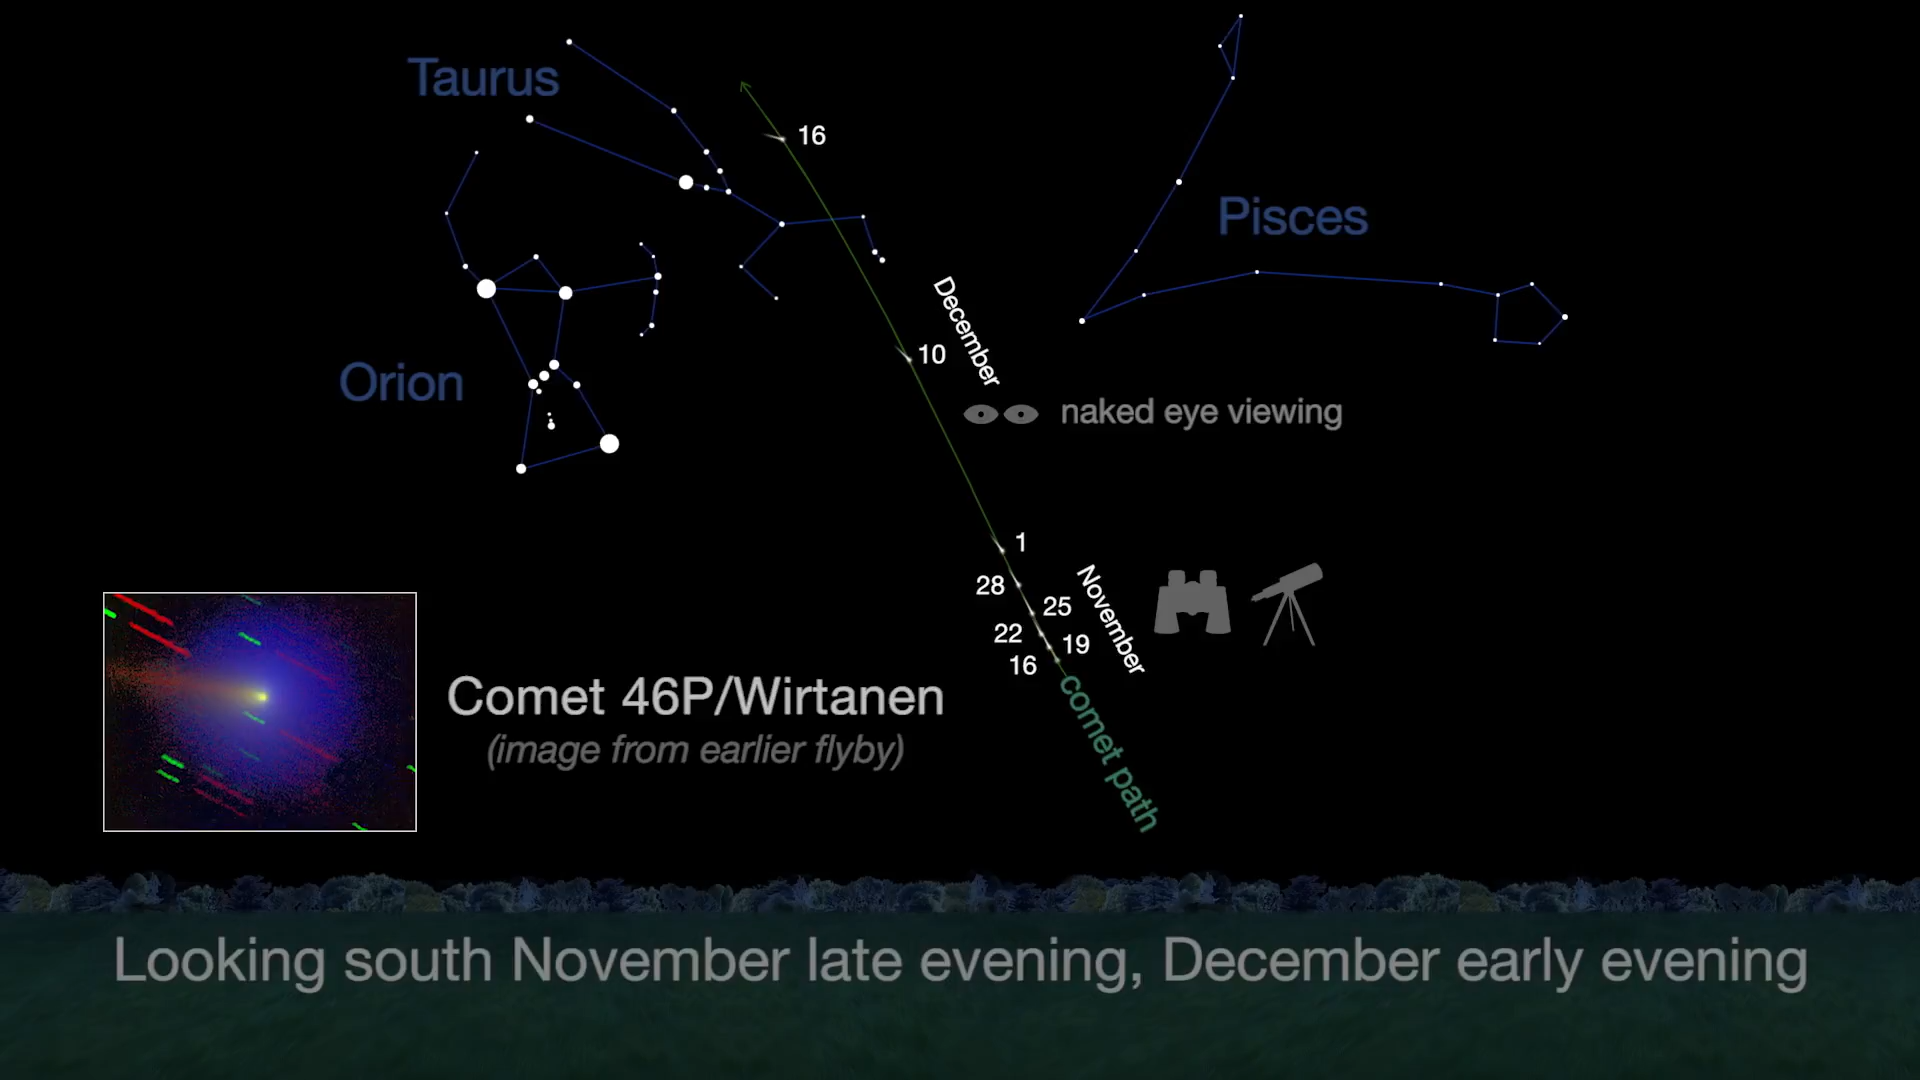 Taurus
16
Pisces
December
10
Orion
naked eye viewing
1
28
November
25
22
19
16
Comet 46P/Wirtanen
(image from earlier flyby)
comet path
Looking south November late evening, December early evening